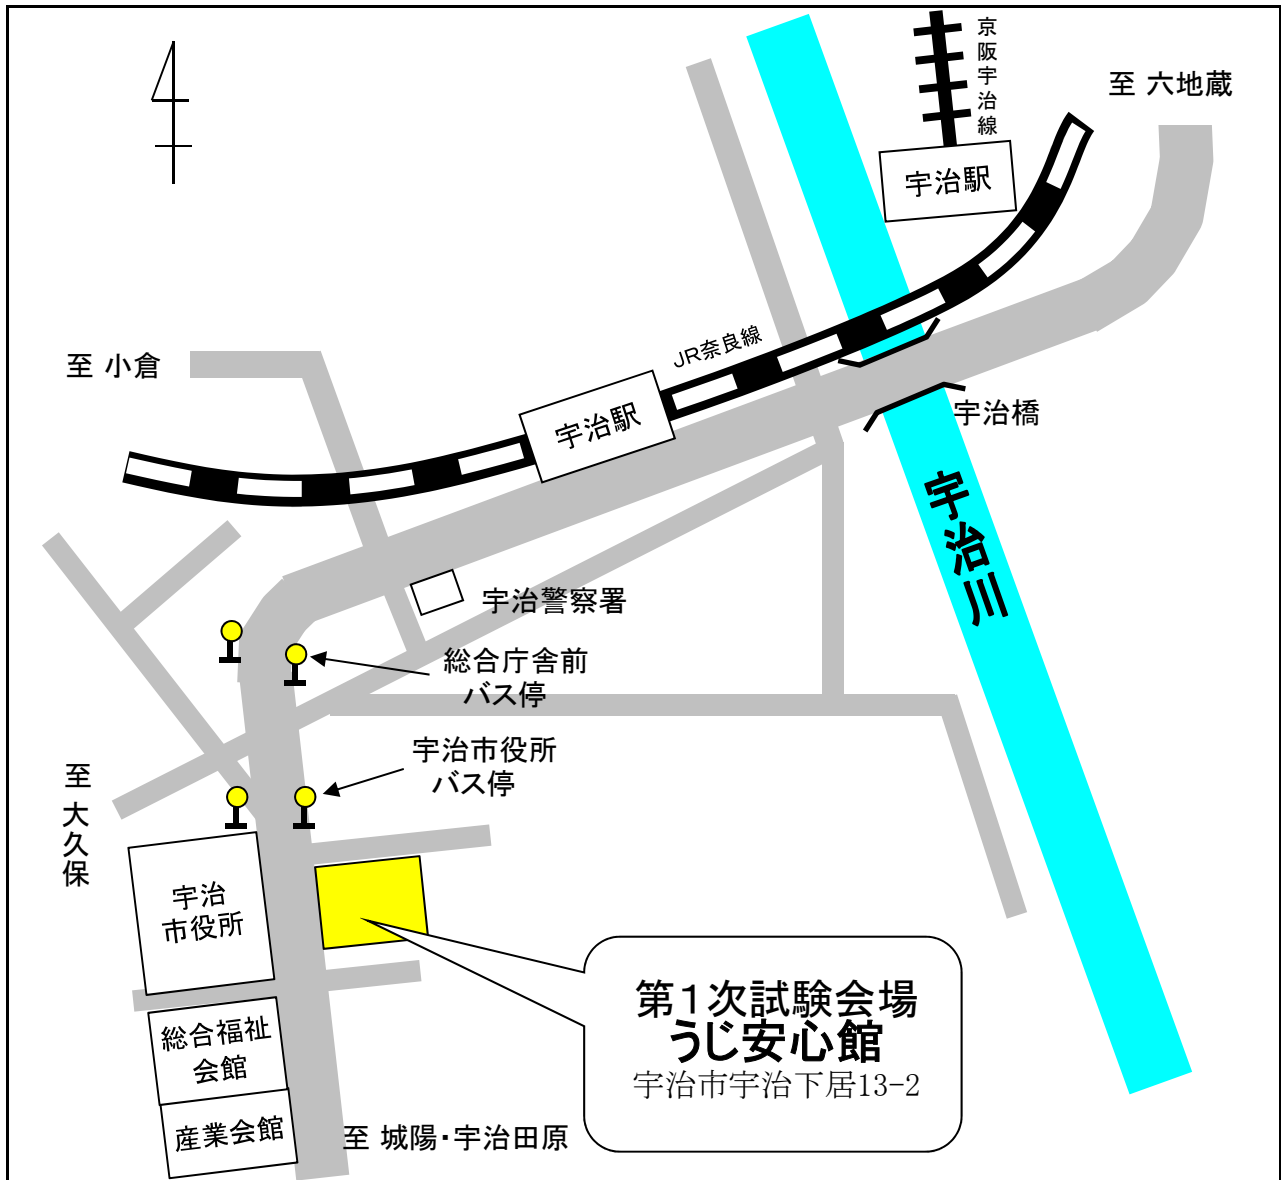 京阪宇治線
至 六地蔵
宇治駅
JR奈良線
至 小倉
宇治駅
宇治橋
宇治川
宇治警察署
総合庁舎前
バス停
宇治市役所
バス停
至 大久保
宇治
市役所
第1次試験会場
うじ安心館
宇治市宇治下居13-2
総合福祉
会館
産業会館
至 城陽・宇治田原